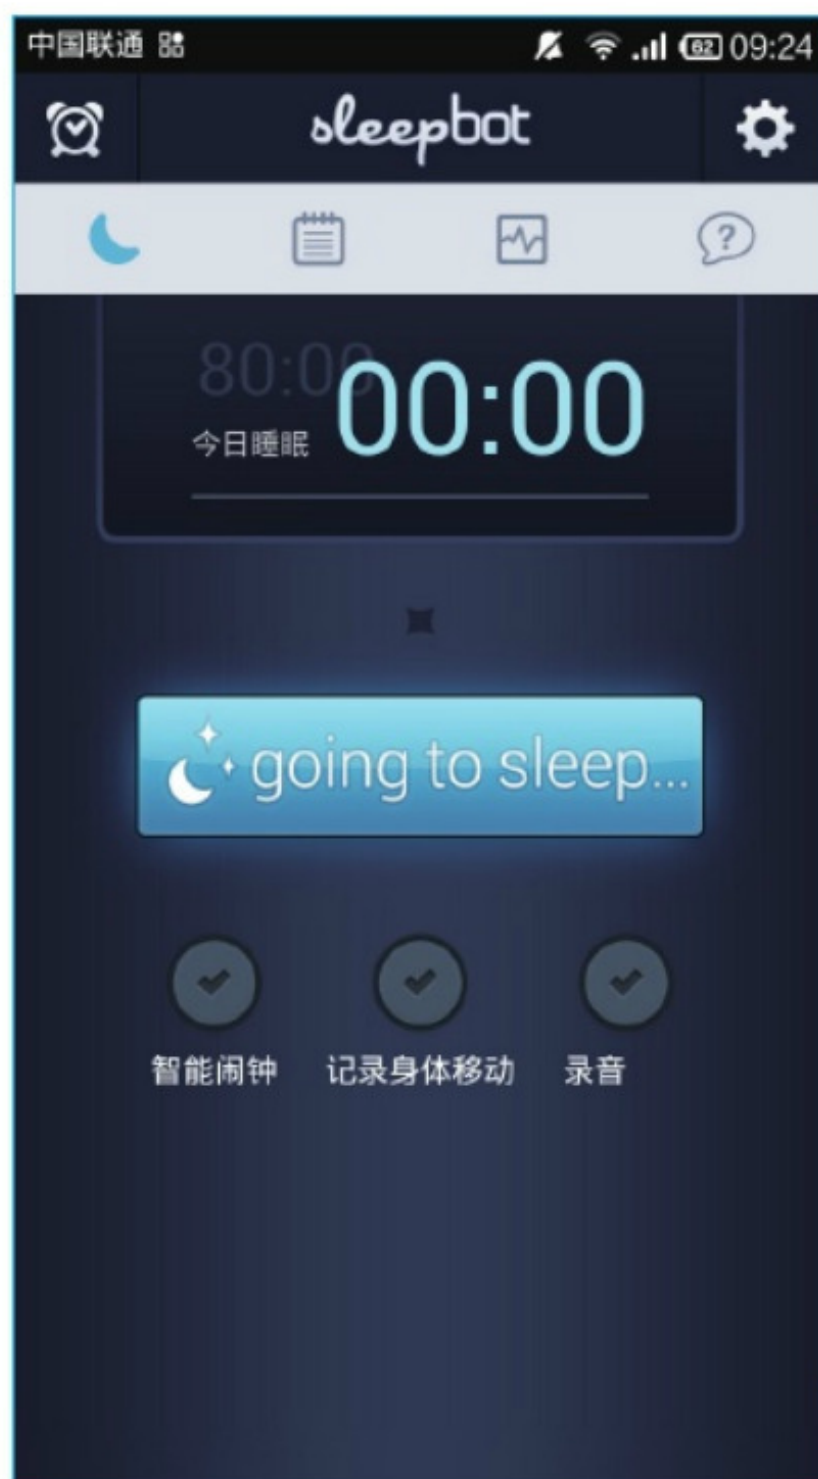 中国联通 62 09:24
sleepbot
?
80:00
今日睡眠 00:00
going to sleep...
智能闹钟 记录身体移动 录音